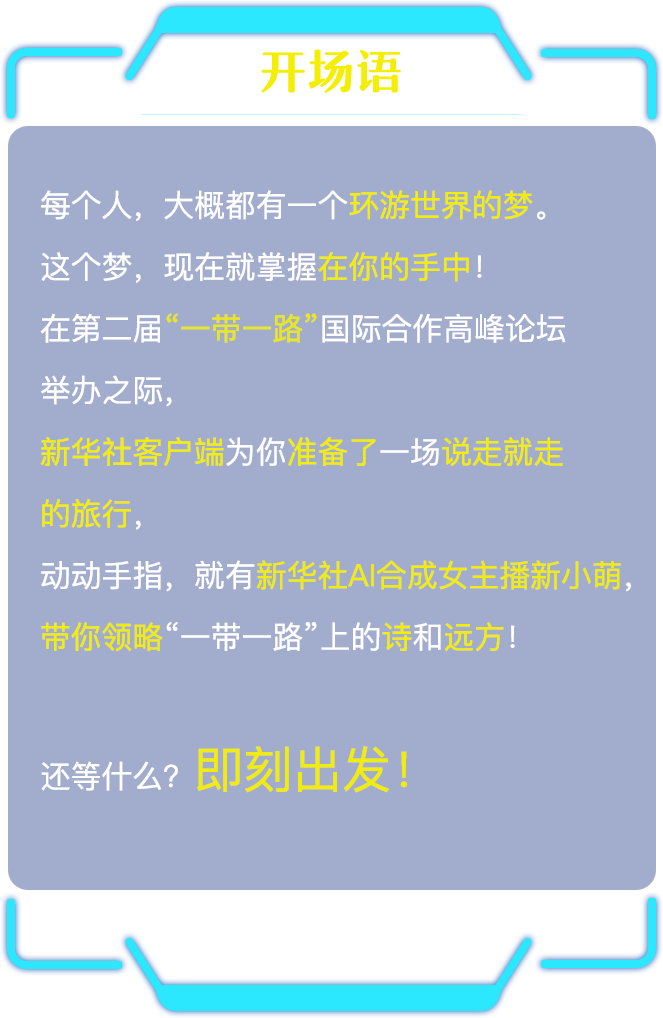 开场语
每个人，大概都有一个环游世界的梦。
这个梦，现在就掌握在你的手中！
在第二届“一带一路”国际合作高峰论坛
举办之际，
新华社客户端为你准备了一场说走就走
的旅行，
动动手指，就有新华社AI合成女主播新小萌，
带你领略“一带一路”上的诗和远方！
还等什么？即刻出发！